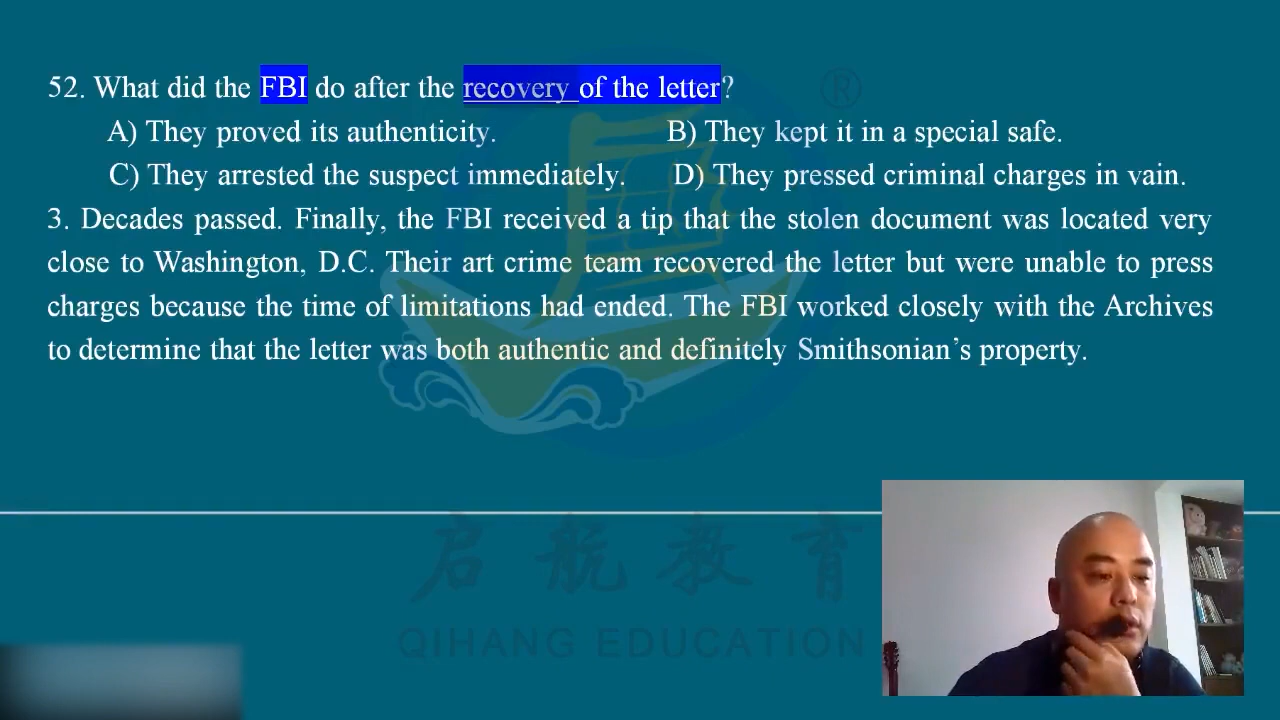 52. What did the FBI do after the recovery of the letter?
A) They proved its authenticity. B) They kept it in a special safe.
C) They arrested the suspect immediately. D) They pressed criminal charges in vain.
3. Decades passed. Finally, the FBI received a tip that the stolen document was located very
close to Washington, D.C. Their art crime team recovered the letter but were unable to press
charges because the time of limitations had ended. The FBI worked closely with the Archives
to determine that the letter was both authentic and definitely Smithsonian’s property.
®
启航教育
QIHANG EDUCATION